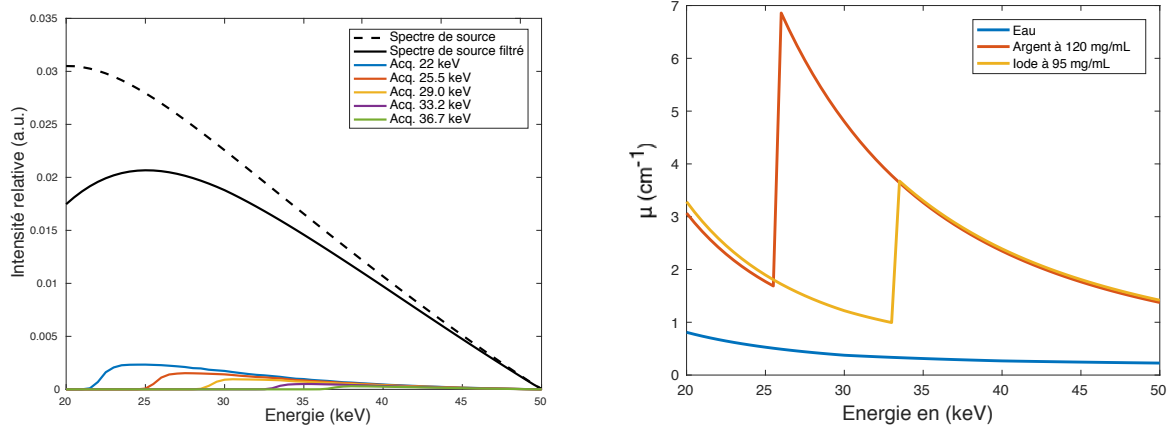 0.035
0.03
0.025
0.02
0.015
0.01
0.005
0
Intensité relative (a.u.)
20 25 30 35 40 45 50
Energie (keV)
Spectre de source
Spectre de source filtré
Acq. 22 keV
Acq. 25.5 keV
Acq. 29.0 keV
Acq. 33.2 keV
Acq. 36.7 keV
7
6
5
4
3
2
1
0
μ (cm⁻¹)
20 25 30 35 40 45 50
Energie en (keV)
Eau
Argent à 120 mg/mL
Iode à 95 mg/mL